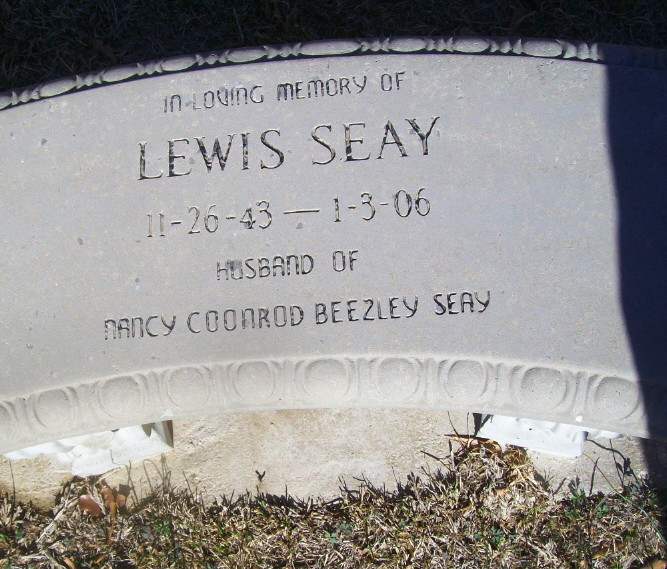 IN LOVING MEMORY OF
LEWIS SEAY
11-26-43 — 1-3-06
HUSBAND OF
NANCY COONROD BEEZLEY SEAY